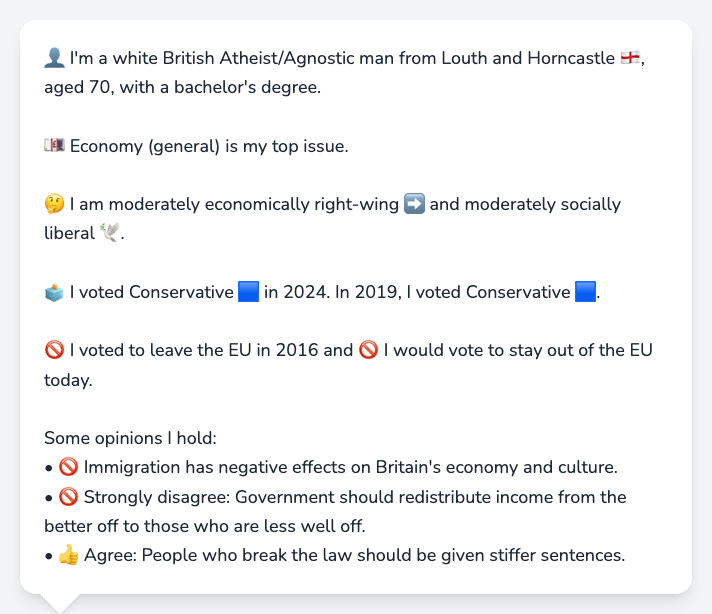 👤 I'm a white British Atheist/Agnostic man from Louth and Horncastle 🏴󠁧󠁢󠁥󠁮󠁧󠁿,
aged 70, with a bachelor's degree.
💷 Economy (general) is my top issue.
🤔 I am moderately economically right-wing ➡️ and moderately socially
liberal 🕊️.
🗳️ I voted Conservative 🟦 in 2024. In 2019, I voted Conservative 🟦.
🚫 I voted to leave the EU in 2016 and 🚫 I would vote to stay out of the EU
today.
Some opinions I hold:
• 🚫 Immigration has negative effects on Britain's economy and culture.
• 🚫 Strongly disagree: Government should redistribute income from the
better off to those who are less well off.
• 👍 Agree: People who break the law should be given stiffer sentences.